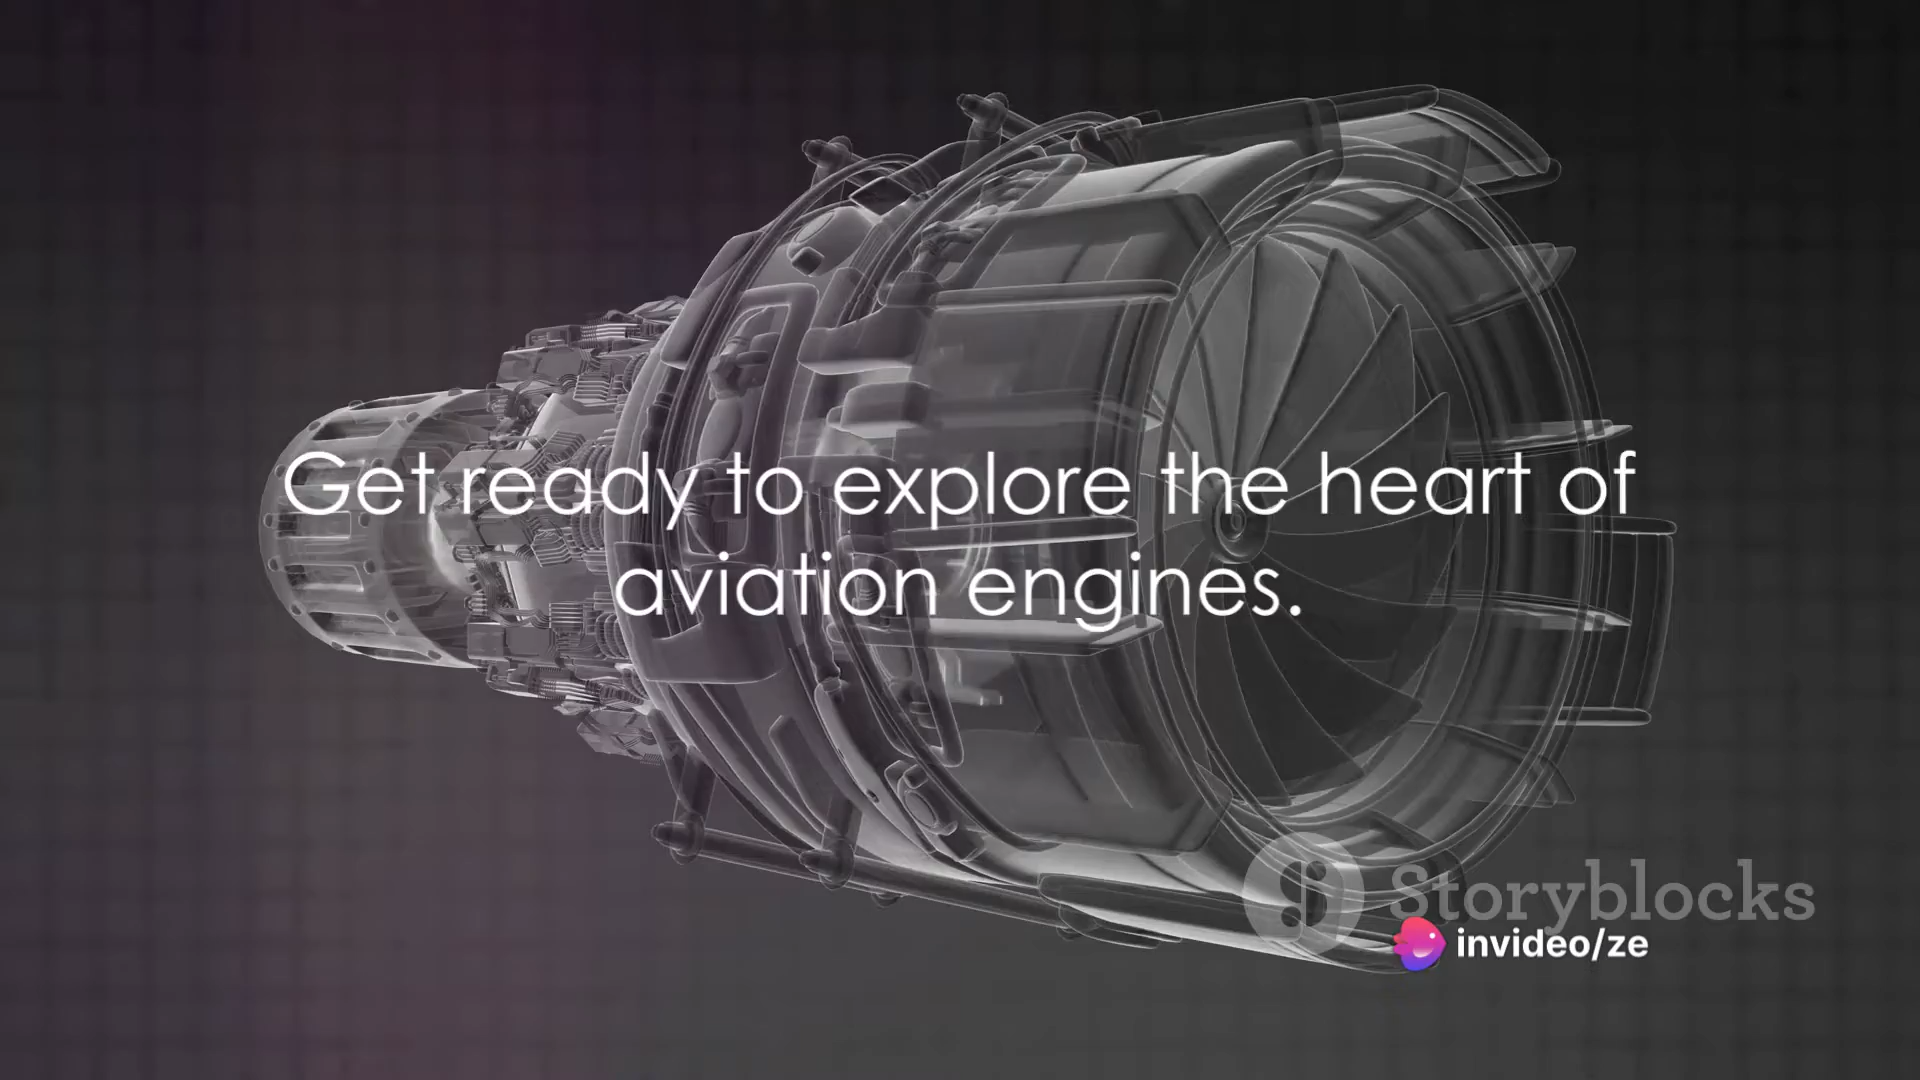 Get ready to explore the heart of
aviation engines.
Storyblocks
invideo/ze